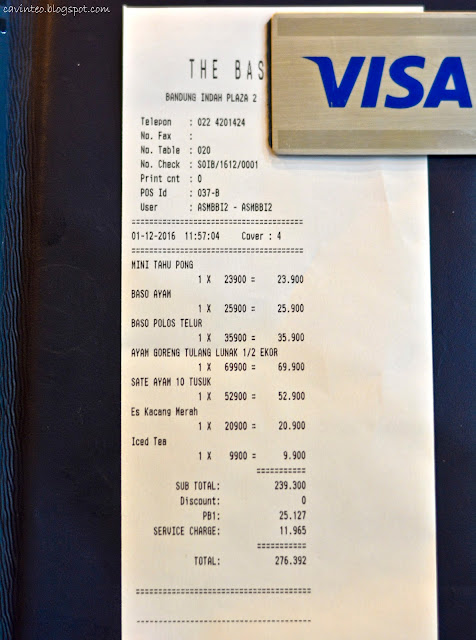 cavinteo.blogspot.com
VISA
THE BAS
BANDUNG INDAH PLAZA 2
Telepon : 022 4201424
No. Fax :
No. Table : 020
No. Check : SOIB/1612/0001
Print cnt : 0
POS Id : 037-B
User : ASMBBI2 - ASMBBI2
=====================================
01-12-2016 11:57:04 Cover : 4
=====================================
MINI TAHU PONG
1 X 23900 = 23.900
BASO AYAM
1 X 25900 = 25.900
BASO POLOS TELUR
1 X 35900 = 35.900
AYAM GORENG TULANG LUNAK 1/2 EKOR
1 X 69900 = 69.900
SATE AYAM 10 TUSUK
1 X 52900 = 52.900
Es Kacang Merah
1 X 20900 = 20.900
Iced Tea
1 X 9900 = 9.900
===========
SUB TOTAL: 239.300
Discount: 0
PB1: 25.127
SERVICE CHARGE: 11.965
===========
TOTAL: 276.392
=====================================
-------------------------------------